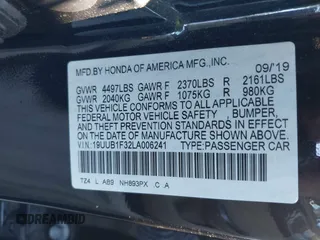 MFD.BY HONDA OF AMERICA MFG.,INC. 09/19
GVWR 4497LBS GAWR F 2370LBS R 2161LBS
GVWR 2040KG GAWR F 1075KG R 980KG
THIS VEHICLE CONFORMS TO ALL APPLICABLE
FEDERAL MOTOR VEHICLE SAFETY, BUMPER,
AND THEFT PREVENTION STANDARDS IN EFFECT ON THE
DATE OF MANUFACTURE SHOWN ABOVE.
V.I.N: 19UUB1F32LA006241 TYPE:PASSENGER CAR
TZ4 L ABS NH893PX C A
AUTOBIDMID